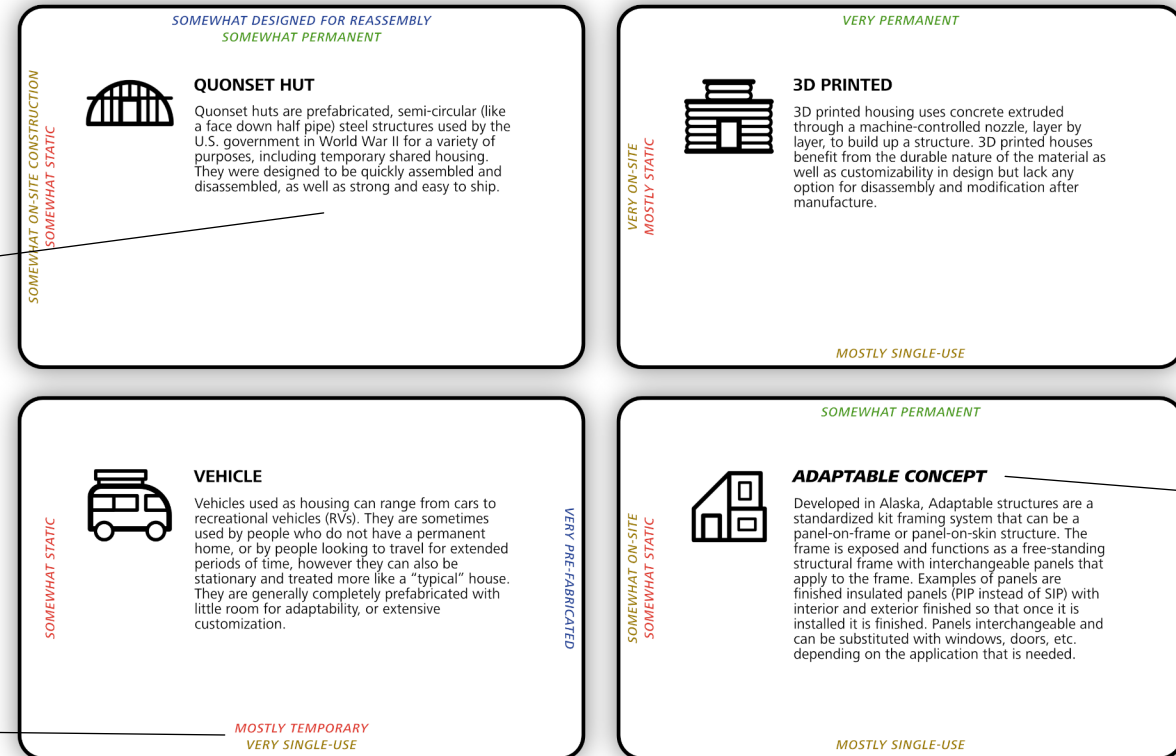 SOMEWHAT DESIGNED FOR REASSEMBLY
SOMEWHAT PERMANENT
SOMEWHAT ON-SITE CONSTRUCTION
SOMEWHAT STATIC
QUONSET HUT
Quonset huts are prefabricated, semi-circular (like
a face down half pipe) steel structures used by the
U.S. government in World War II for a variety of
purposes, including temporary shared housing.
They were designed to be quickly assembled and
disassembled, as well as strong and easy to ship.
VERY PERMANENT
VERY ON-SITE
MOSTLY STATIC
3D PRINTED
3D printed housing uses concrete extruded
through a machine-controlled nozzle, layer by
layer, to build up a structure. 3D printed houses
benefit from the durable nature of the material as
well as customizability in design but lack any
option for disassembly and modification after
manufacture.
MOSTLY SINGLE-USE
SOMEWHAT STATIC
VEHICLE
Vehicles used as housing can range from cars to
recreational vehicles (RVs). They are sometimes
used by people who do not have a permanent
home, or by people looking to travel for extended
periods of time, however they can also be
stationary and treated more like a “typical” house.
They are generally completely prefabricated with
little room for adaptability, or extensive
customization.
VERY PRE-FABRICATED
MOSTLY TEMPORARY
VERY SINGLE-USE
SOMEWHAT PERMANENT
SOMEWHAT ON-SITE
SOMEWHAT STATIC
ADAPTABLE CONCEPT
Developed in Alaska, Adaptable structures are a
standardized kit framing system that can be a
panel-on-frame or panel-on-skin structure. The
frame is exposed and functions as a free-standing
structural frame with interchangeable panels that
apply to the frame. Examples of panels are
finished insulated panels (PIP instead of SIP) with
interior and exterior finished so that once it is
installed it is finished. Panels interchangeable and
can be substituted with windows, doors, etc.
depending on the application that is needed.
MOSTLY SINGLE-USE